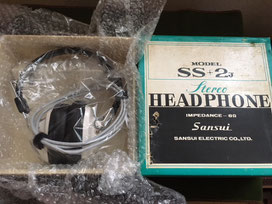 MODEL
SS-2
Stereo
HEADPHONE
IMPEDANCE - 8Ω
Sansui
SANSUI ELECTRIC CO., LTD.